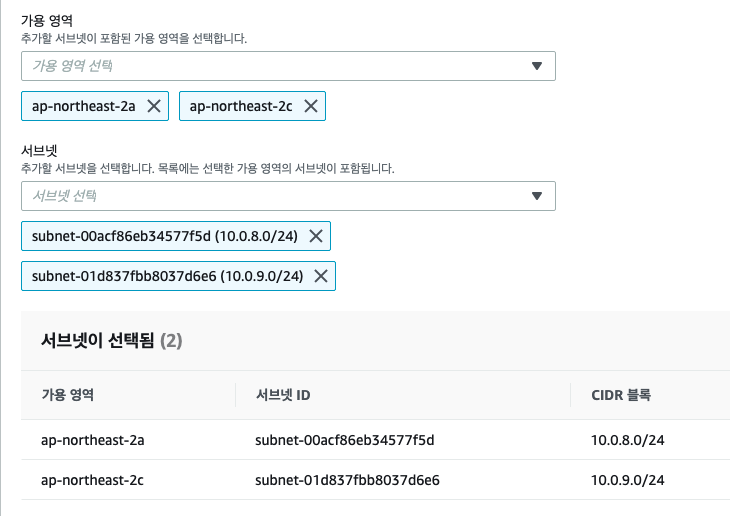 가용 영역
추가할 서브넷이 포함된 가용 영역을 선택합니다.
가용 영역 선택
ap-northeast-2a ap-northeast-2c
서브넷
추가할 서브넷을 선택합니다. 목록에는 선택한 가용 영역의 서브넷이 포함됩니다.
서브넷 선택
subnet-00acf86eb34577f5d (10.0.8.0/24)
subnet-01d837fbb8037d6e6 (10.0.9.0/24)
서브넷이 선택됨 (2)
가용 영역 서브넷 ID CIDR 블록
ap-northeast-2a subnet-00acf86eb34577f5d 10.0.8.0/24
ap-northeast-2c subnet-01d837fbb8037d6e6 10.0.9.0/24